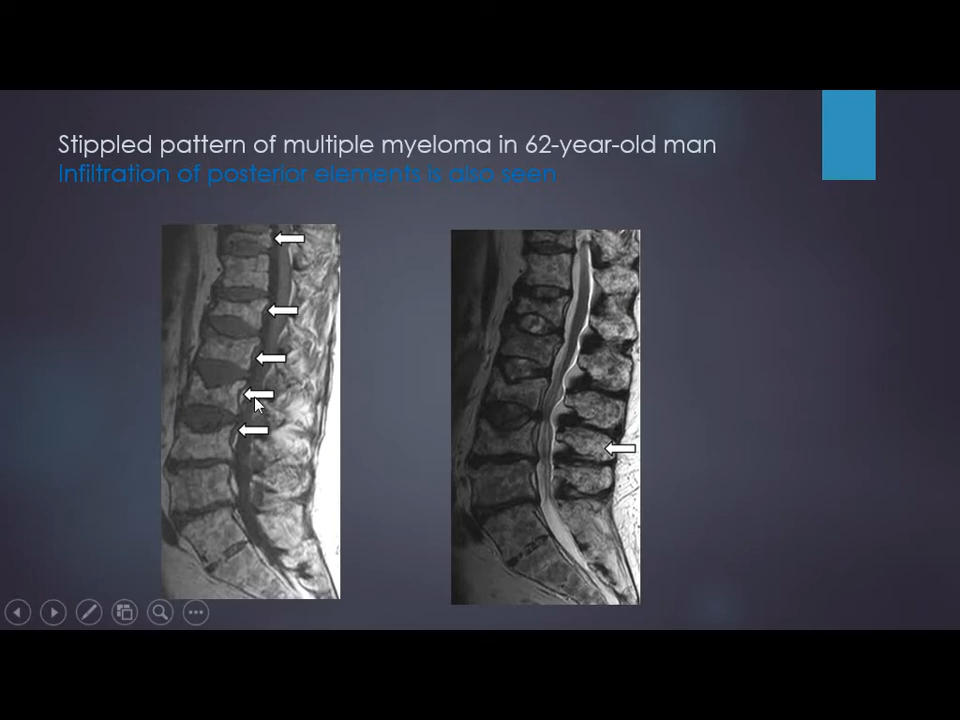 Stippled pattern of multiple myeloma in 62-year-old man
Infiltration of posterior elements is also seen